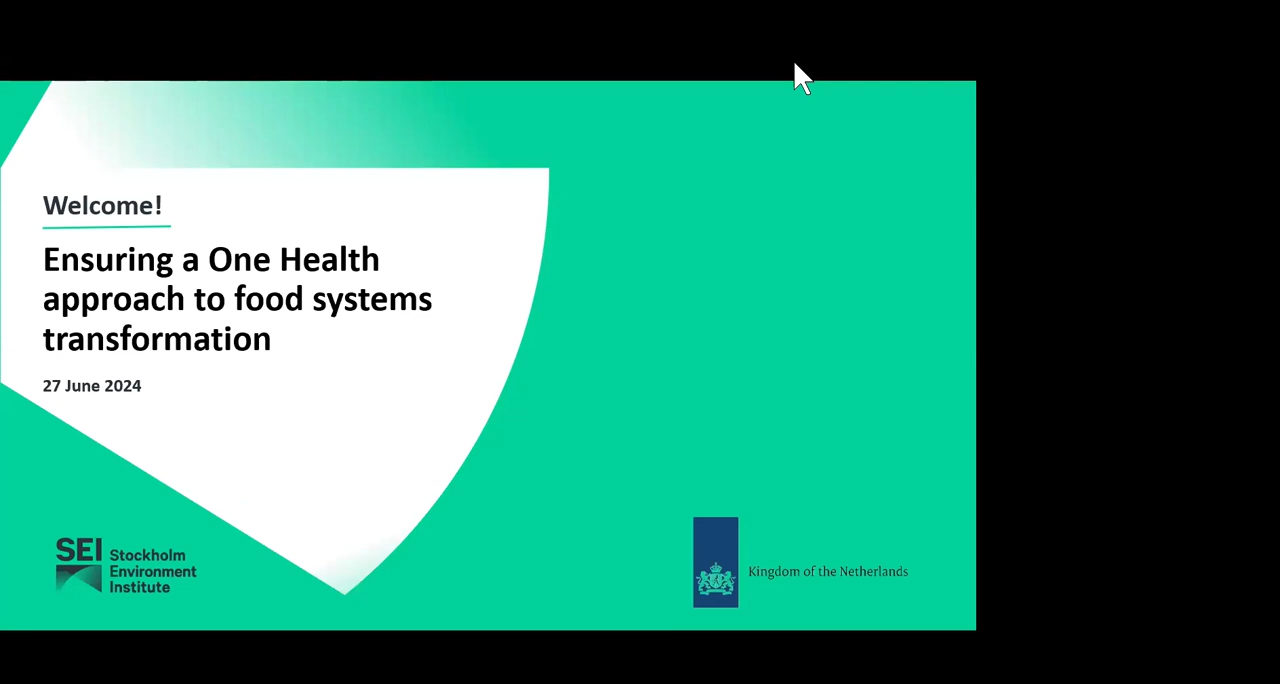 Welcome!
Ensuring a One Health
approach to food systems
transformation
27 June 2024
SEI Stockholm
Environment
Institute
Kingdom of the Netherlands